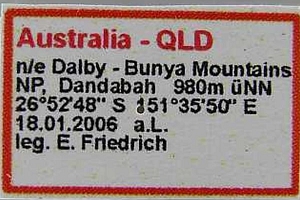 Australia - QLD
n/e Dalby - Bunya Mountains
NP, Dandabah 980m üNN
26°52'48" S 151°35'50" E
18.01.2006 a.L.
leg. E. Friedrich